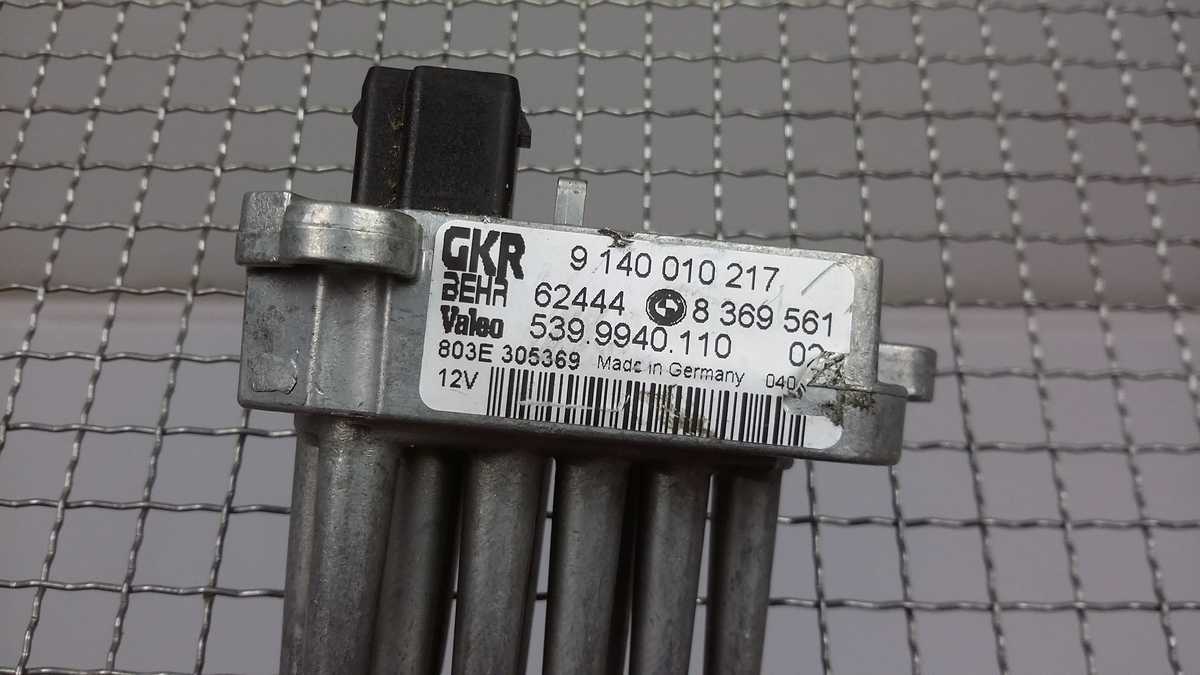 GKR 9 140 010 217
BEHR 62444 8 369 561
Valeo 539.9940.110
803E 305369 Made in Germany 040
12V